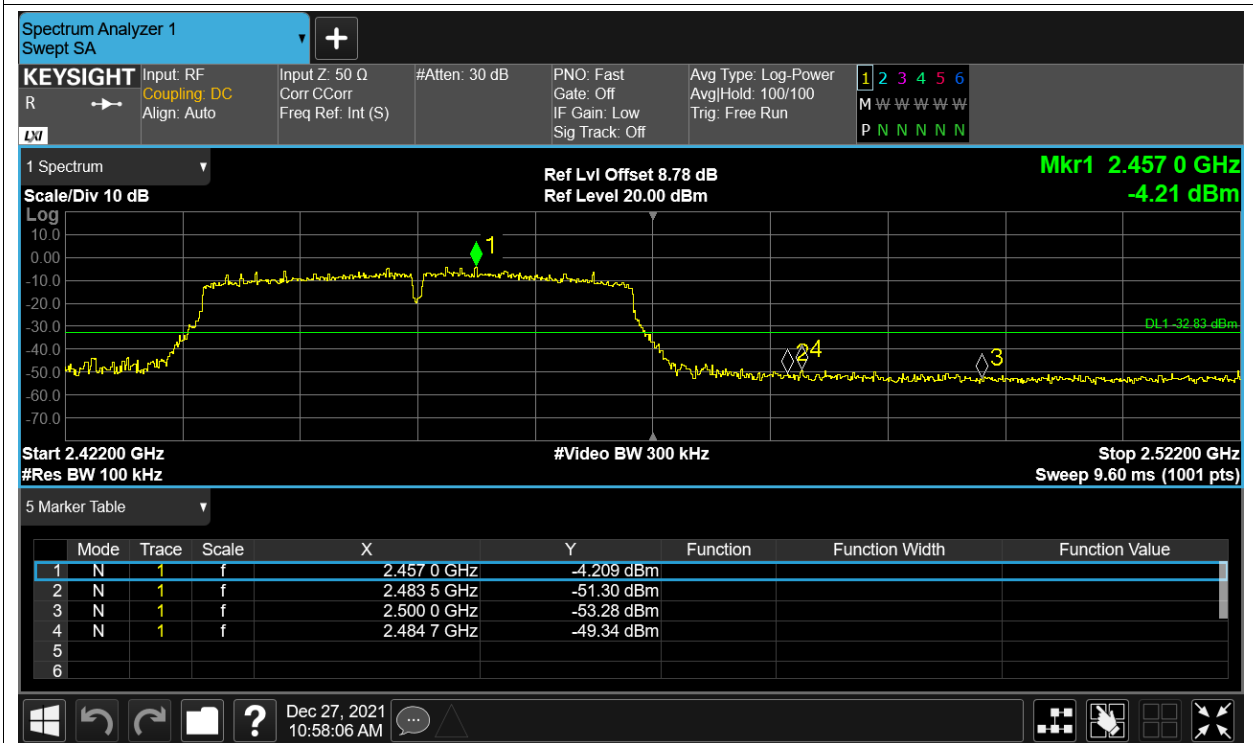 Spectrum Analyzer 1
Swept SA
KEYSIGHT Input: RF Input Z: 50 Ω #Atten: 30 dB PNO: Fast Avg Type: Log-Power 1 2 3 4 5 6
R Coupling: DC Corr CCorr Gate: Off Avg|Hold: 100/100 M W W W W W W
Align: Auto Freq Ref: Int (S) IF Gain: Low Trig: Free Run
LXI Sig Track: Off P N N N N N N
1 Spectrum Ref Lvl Offset 8.78 dB Mkr1 2.457 0 GHz
Scale/Div 10 dB Ref Level 20.00 dBm -4.21 dBm
Log
10.0
0.00 1
-10.0
-20.0
-30.0 DL1 -32.83 dBm
-40.0 2 4 3
-50.0
-60.0
-70.0
Start 2.42200 GHz #Video BW 300 kHz Stop 2.52200 GHz
#Res BW 100 kHz Sweep 9.60 ms (1001 pts)
5 Marker Table
Mode Trace Scale X Y Function Function Width Function Value
1 N 1 f 2.457 0 GHz -4.209 dBm
2 N 1 f 2.483 5 GHz -51.30 dBm
3 N 1 f 2.500 0 GHz -53.28 dBm
4 N 1 f 2.484 7 GHz -49.34 dBm
5
6
? Dec 27, 2021
10:58:06 AM